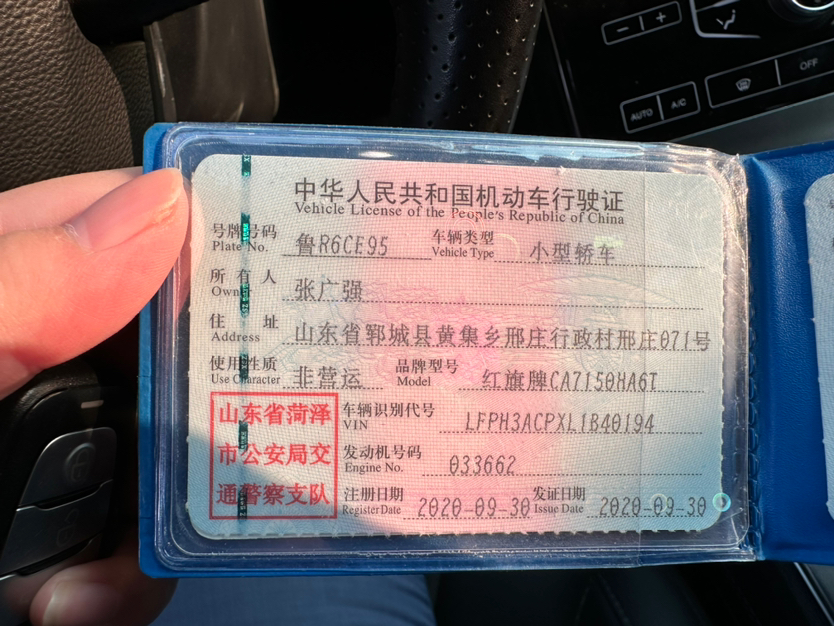 中华人民共和国机动车行驶证
Vehicle License of the People's Republic of China
号牌号码 鲁R6CE95 车辆类型 小型轿车
Plate No. Vehicle Type
所有人 张广强
Owner
住址 山东省郓城县黄集乡邢庄行政村邢庄071号
Address
使用性质 非营运 品牌型号 红旗牌CA7150HA6T
Use Character Model
山东省菏泽 车辆识别代号 LFPH3ACPXL1B40194
VIN
市公安局交 发动机号码 033662
Engine No.
通警察支队 注册日期 2020-09-30 发证日期 2020-09-30
Register Date Issue Date
− +
OFF
AUTO A/C